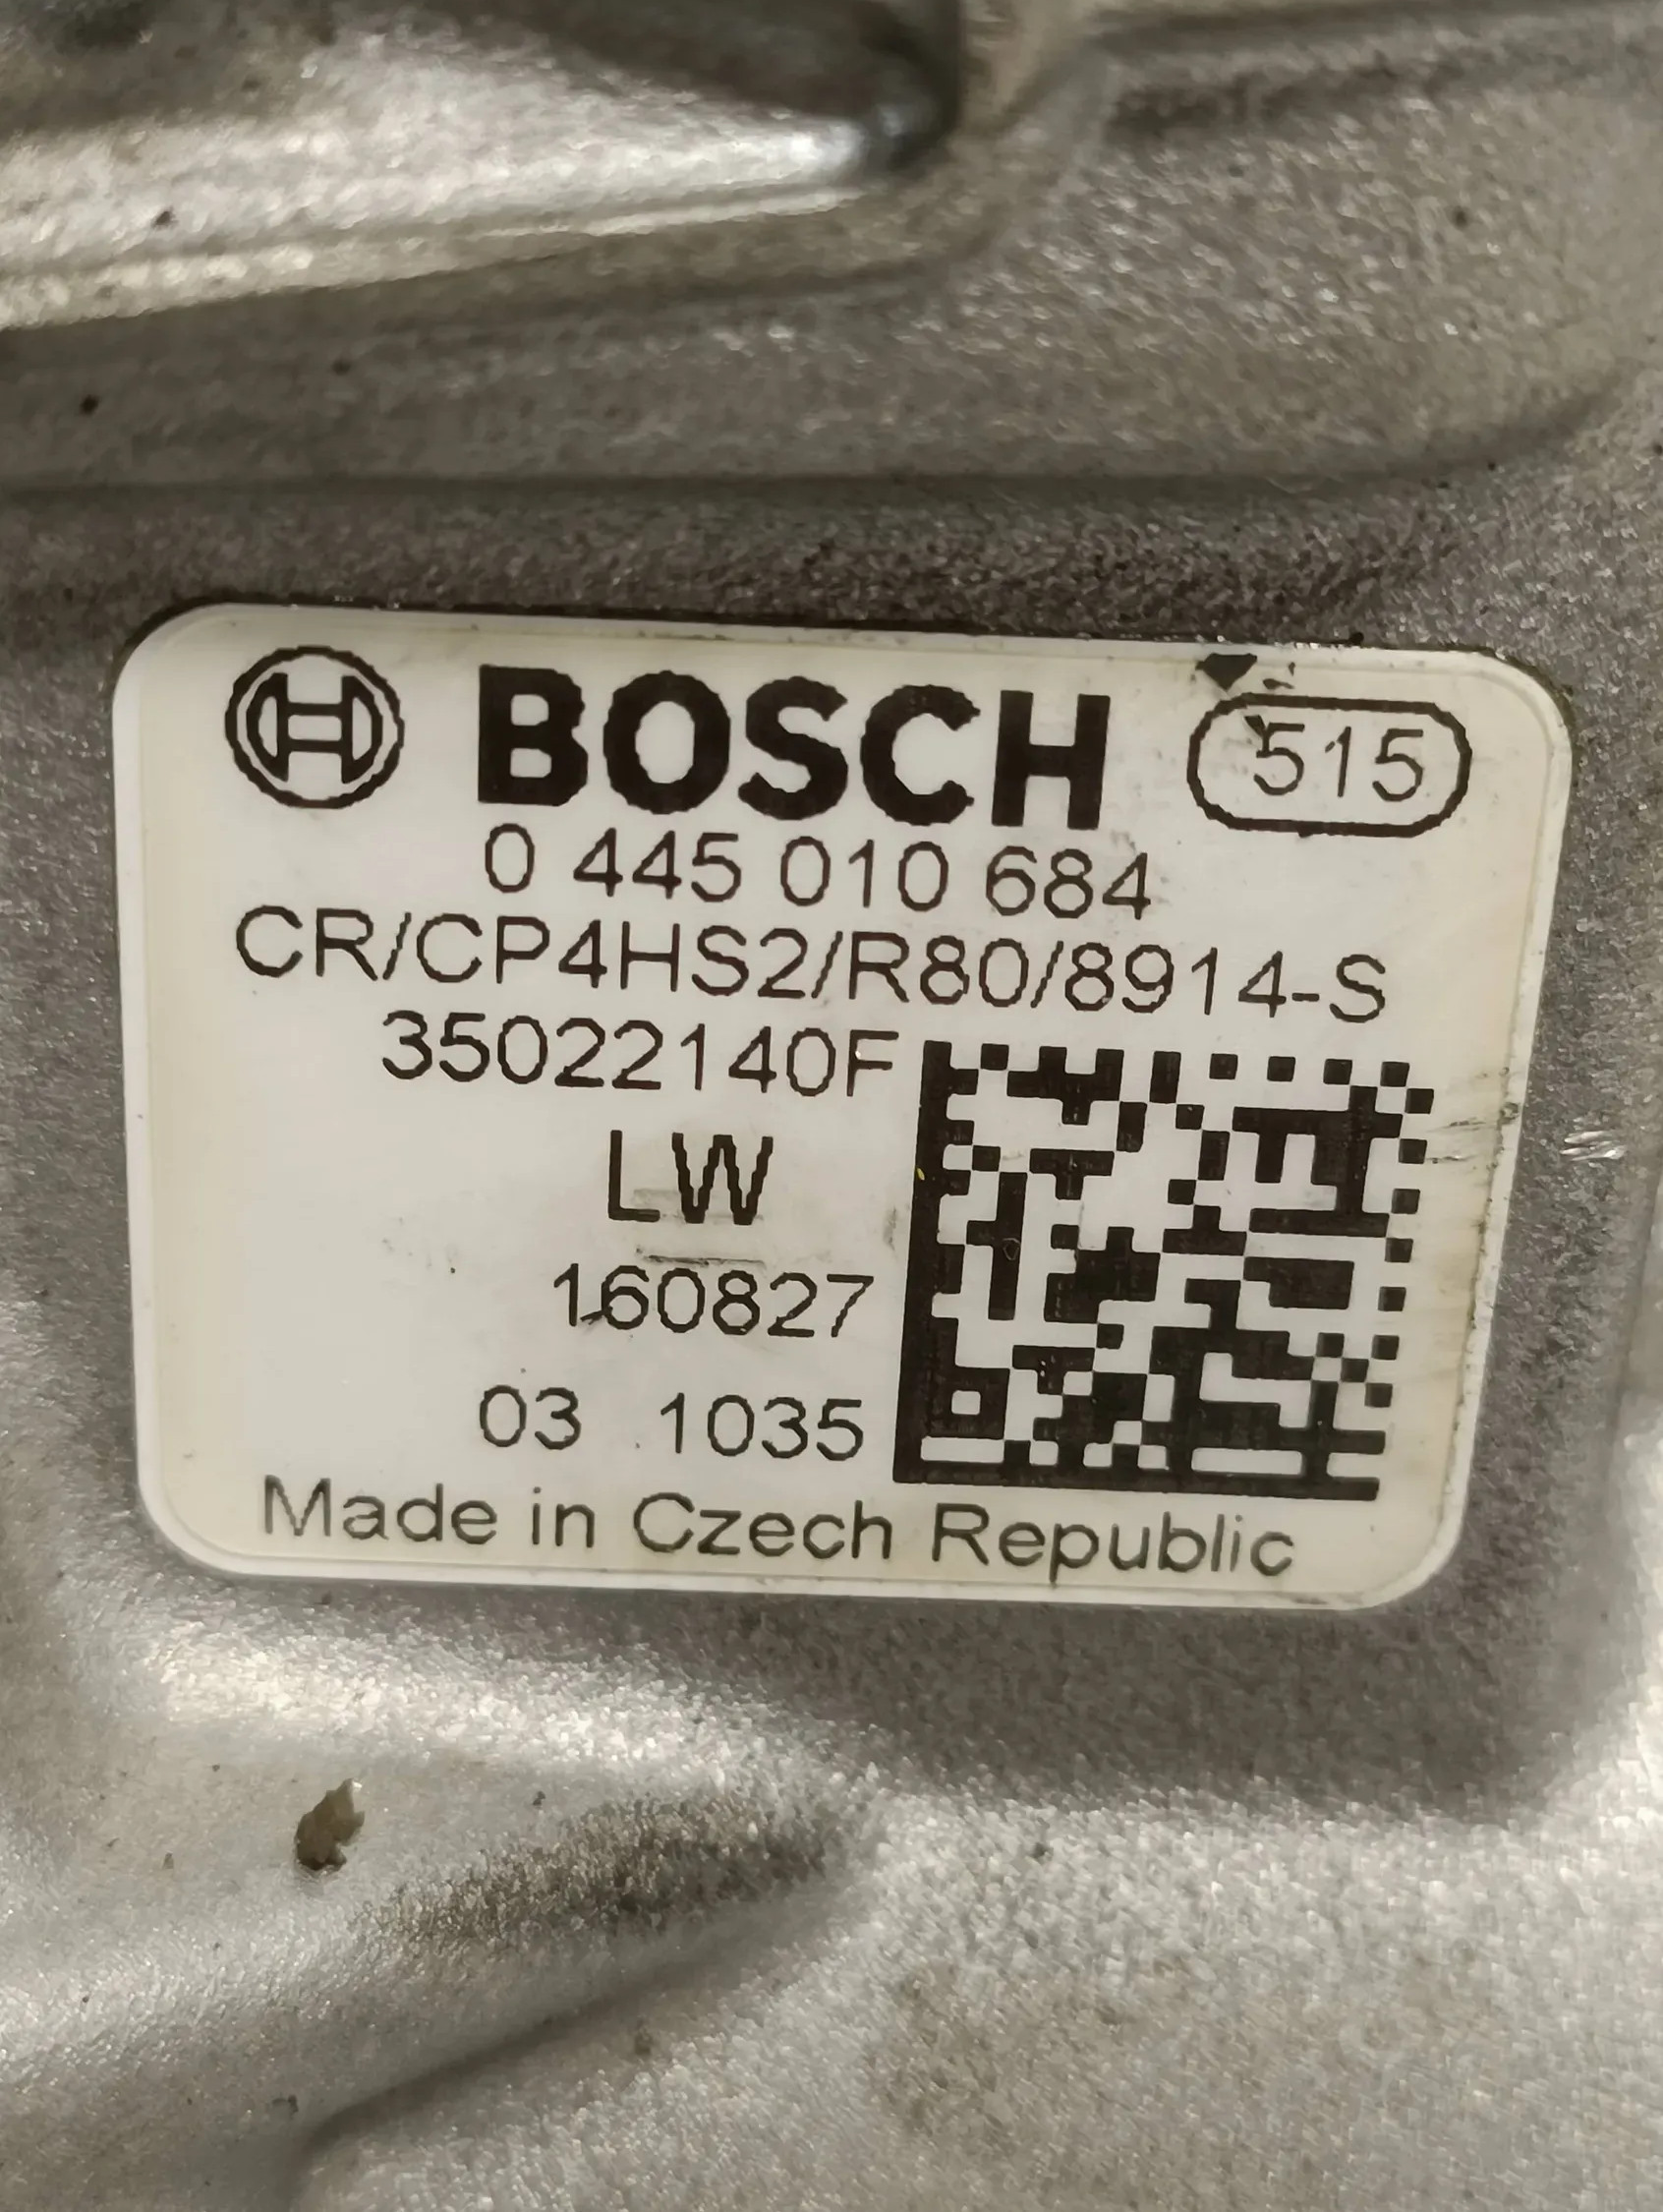 BOSCH 515
0 445 010 684
CR/CP4HS2/R80/8914-S
35022140F
LW
160827
03 1035
Made in Czech Republic